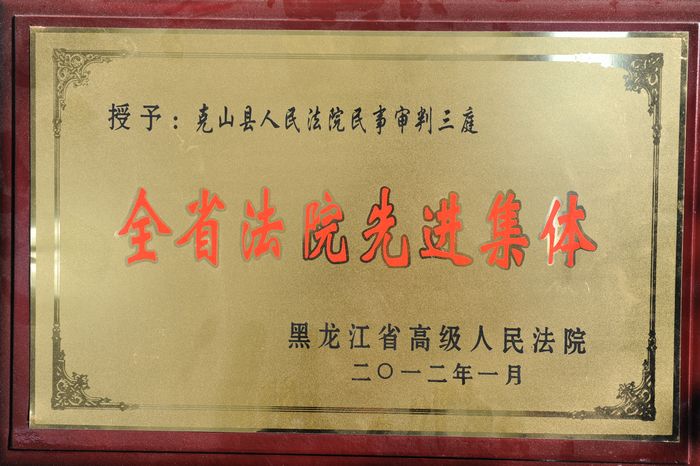 授予：克山县人民法院民事审判三庭
全省法院先进集体
黑龙江省高级人民法院
二〇一二年一月